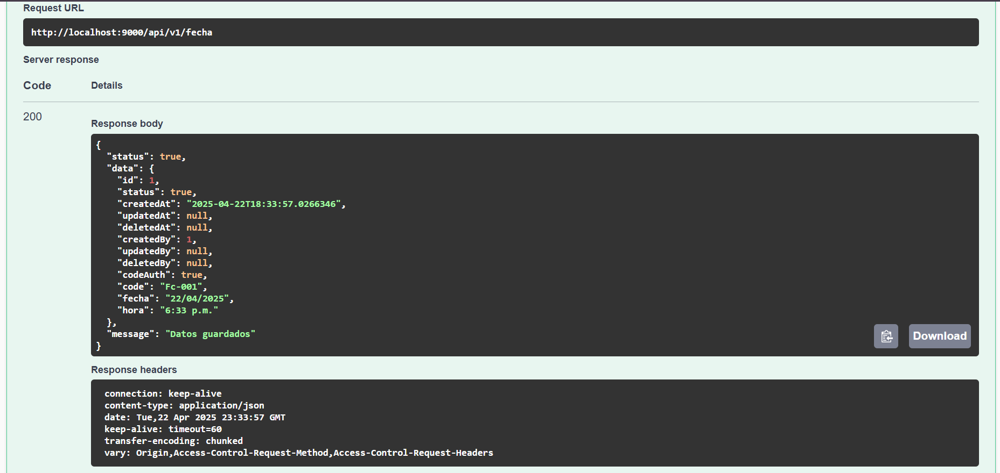 Request URL
http://localhost:9000/api/v1/fecha
Server response
Code Details
200
Response body
{
  "status": true,
  "data": {
    "id": 1,
    "status": true,
    "createdAt": "2025-04-22T18:33:57.0266346",
    "updatedAt": null,
    "deletedAt": null,
    "createdBy": 1,
    "updatedBy": null,
    "deletedBy": null,
    "codeAuth": true,
    "code": "Fc-001",
    "fecha": "22/04/2025",
    "hora": "6:33 p.m."
  },
  "message": "Datos guardados"
}
Download
Response headers
connection: keep-alive
content-type: application/json
date: Tue,22 Apr 2025 23:33:57 GMT
keep-alive: timeout=60
transfer-encoding: chunked
vary: Origin,Access-Control-Request-Method,Access-Control-Request-Headers